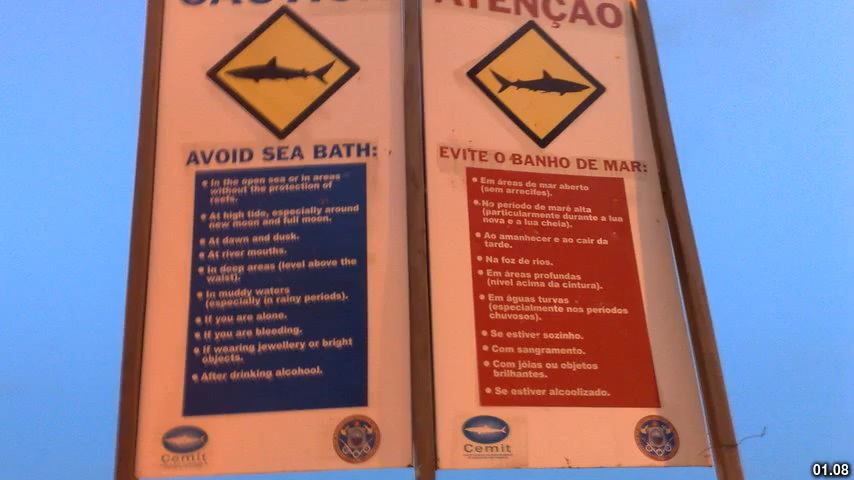 ATENÇÃO
AVOID SEA BATH:
In the open sea or in areas
without the protection of
reefs.
At high tide, especially around
new moon and full moon.
At dawn and dusk.
At river mouths.
In deep areas (level above the
waist).
In muddy waters
(especially in rainy periods).
If you are alone.
If you are bleeding.
If wearing jewellery or bright
objects.
After drinking alcohool.
Cemit
EVITE O BANHO DE MAR:
Em áreas de mar aberto
(sem arrecifes).
No período de maré alta
(particularmente durante a lua
nova e a lua cheia).
Ao amanhecer e ao cair da
tarde.
Na foz de rios.
Em áreas profundas
(nível acima da cintura).
Em águas turvas
(especialmente nos períodos
chuvosos).
Se estiver sozinho.
Com sangramento.
Com jóias ou objetos
brilhantes.
Se estiver alcoolizado.
Cemit
01.08